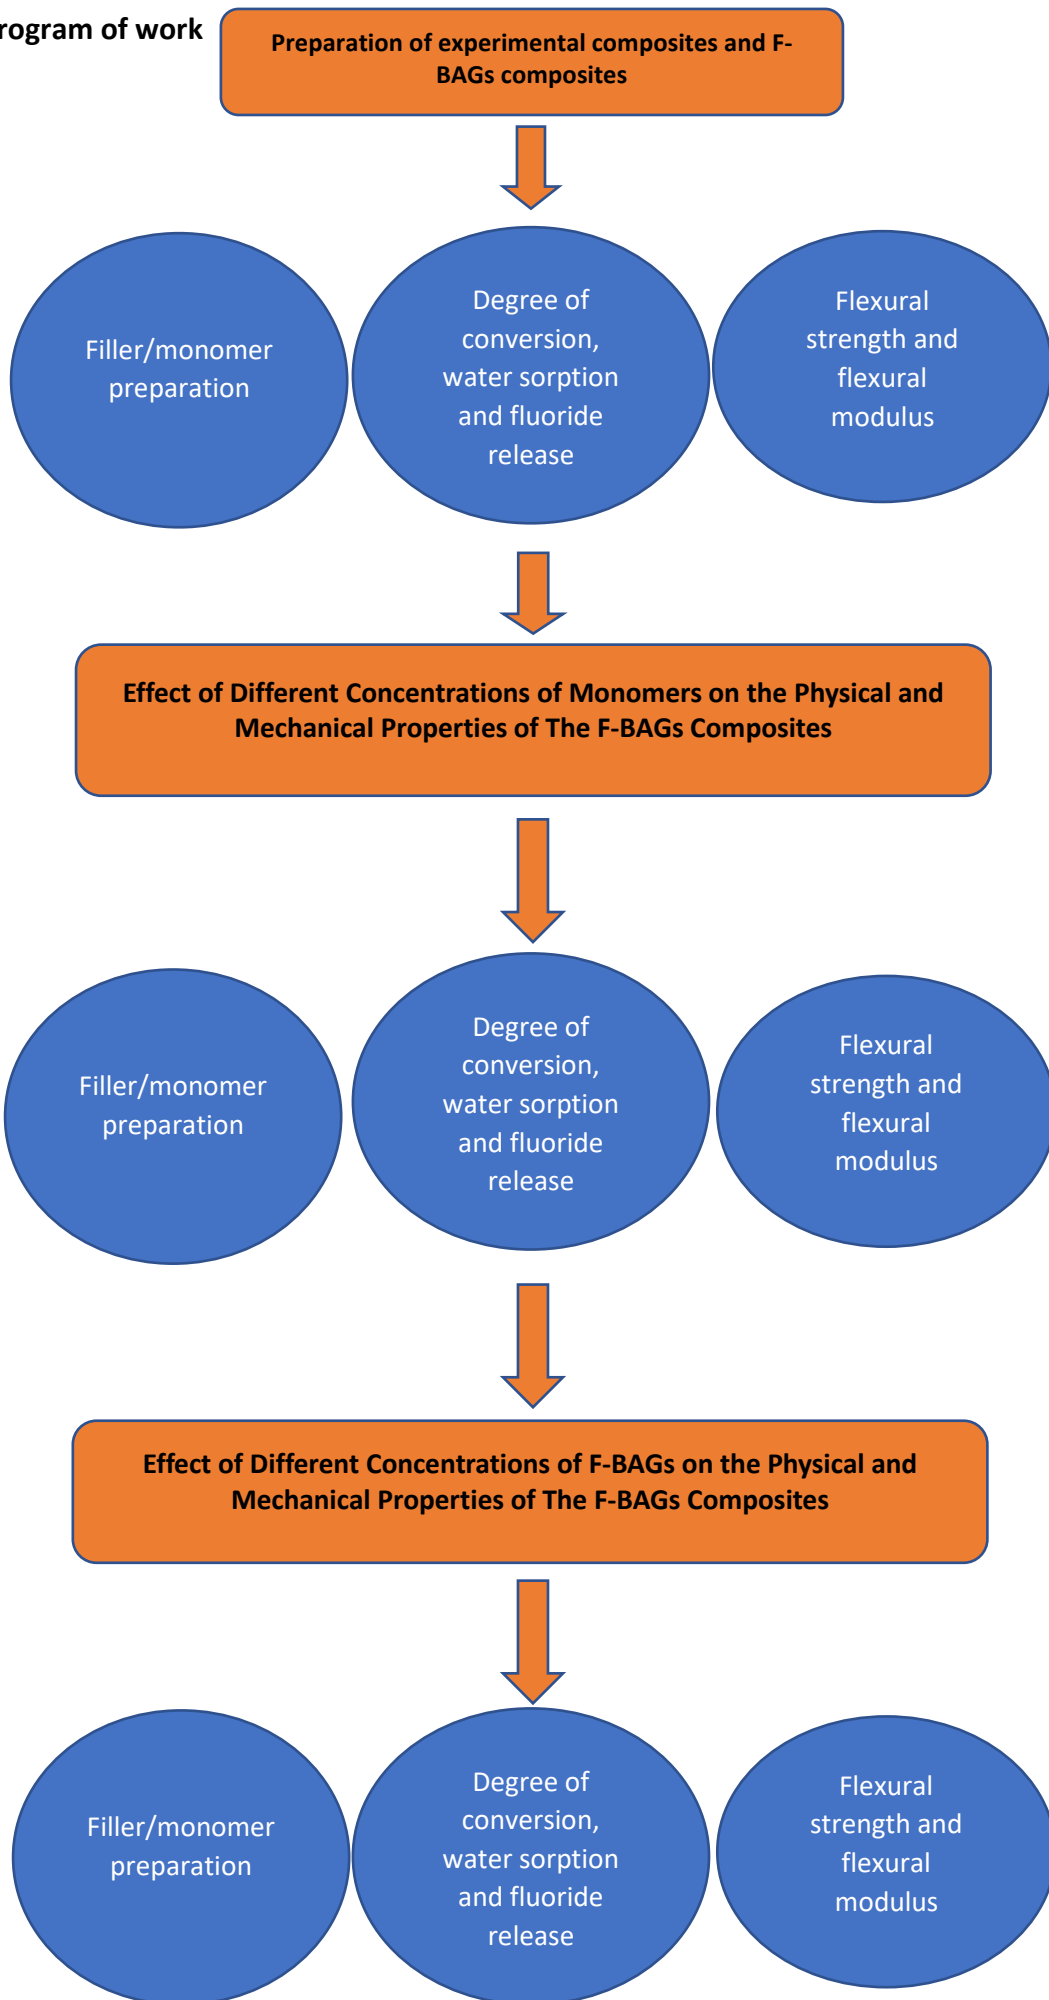 rogram of work
Preparation of experimental composites and F-
BAGs composites
Filler/monomer
preparation
Degree of
conversion,
water sorption
and fluoride
release
Flexural
strength and
flexural
modulus
Effect of Different Concentrations of Monomers on the Physical and
Mechanical Properties of The F-BAGs Composites
Filler/monomer
preparation
Degree of
conversion,
water sorption
and fluoride
release
Flexural
strength and
flexural
modulus
Effect of Different Concentrations of F-BAGs on the Physical and
Mechanical Properties of The F-BAGs Composites
Filler/monomer
preparation
Degree of
conversion,
water sorption
and fluoride
release
Flexural
strength and
flexural
modulus